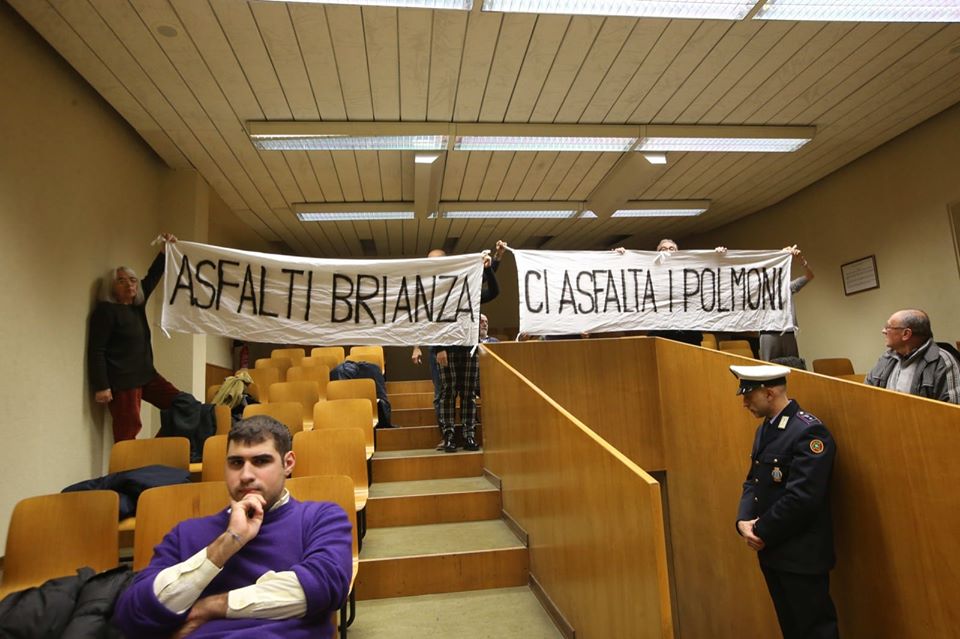 ASFALTI BRIANZA
CI ASFALTA I POLMONI